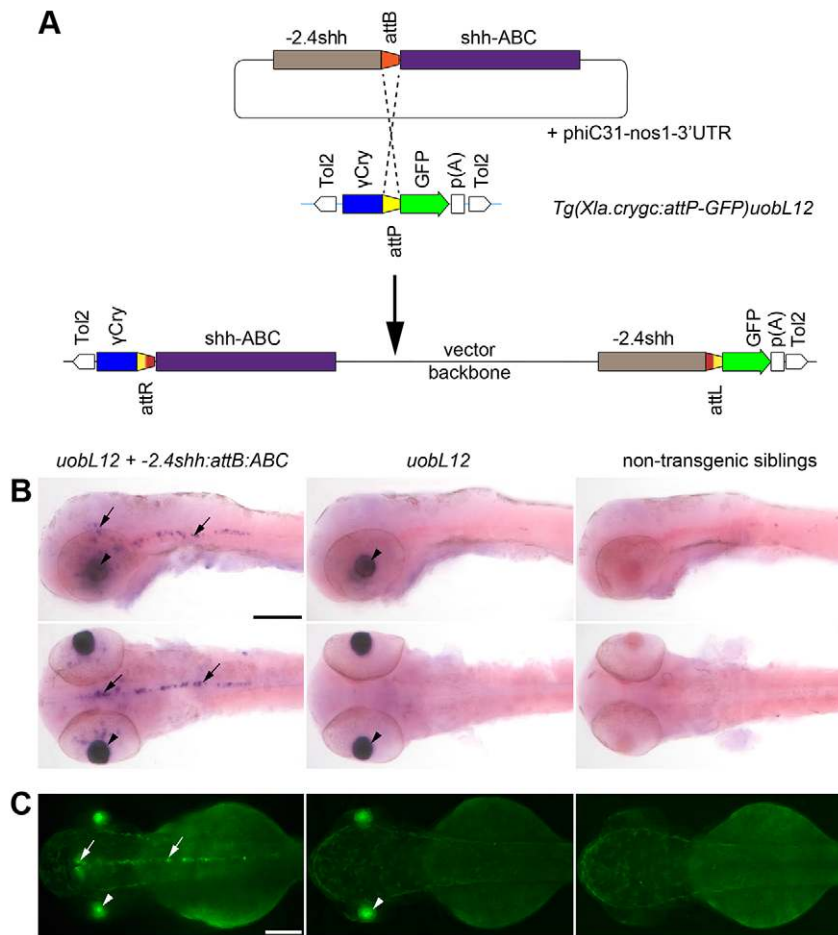 A
attB
-2.4shh
shh-ABC
+ phiC31-nos1-3'UTR
Tol2
γCry
GFP
p(A)
Tol2
Tg(Xla.crygc:attP-GFP)uobL12
attP
Tol2
γCry
shh-ABC
vector
backbone
-2.4shh
GFP
p(A)
Tol2
attR
attL
uobL12 + -2.4shh:attB:ABC
uobL12
non-transgenic siblings
B
C